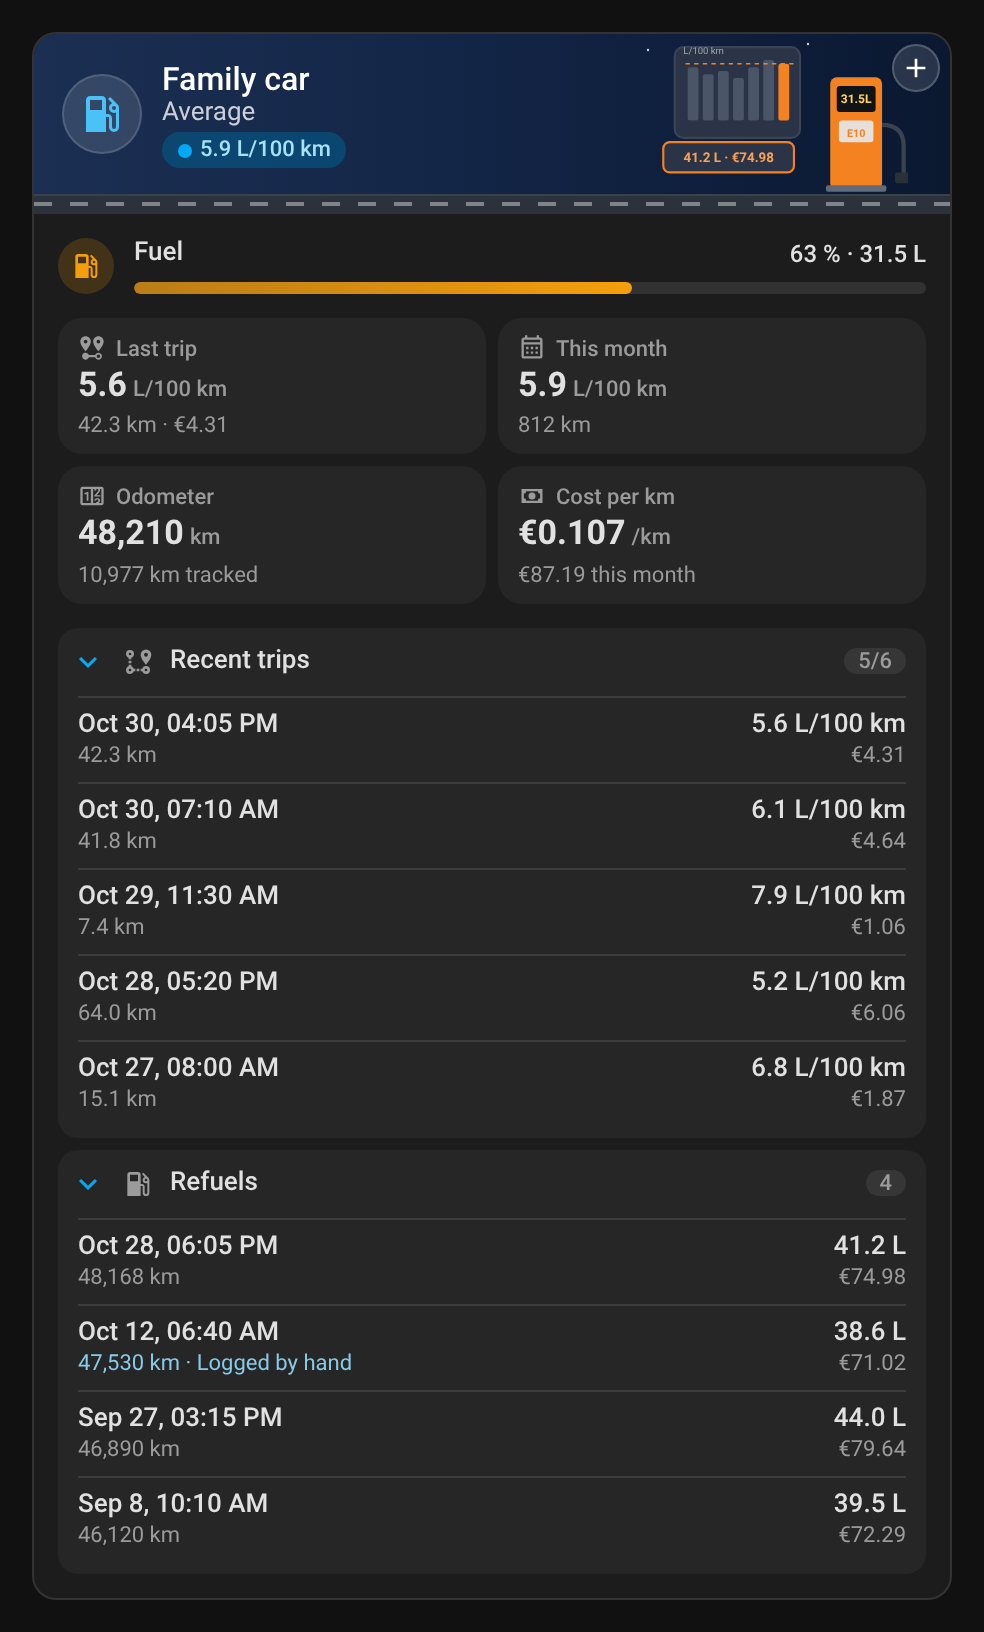 Family car
Average
5.9 L/100 km
L/100 km
41.2 L · €74.98
31.5L
E10
+
Fuel
63 % · 31.5 L
Last trip
5.6 L/100 km
42.3 km · €4.31
This month
5.9 L/100 km
812 km
Odometer
48,210 km
10,977 km tracked
Cost per km
€0.107 /km
€87.19 this month
Recent trips
5/6
Oct 30, 04:05 PM
5.6 L/100 km
42.3 km
€4.31
Oct 30, 07:10 AM
6.1 L/100 km
41.8 km
€4.64
Oct 29, 11:30 AM
7.9 L/100 km
7.4 km
€1.06
Oct 28, 05:20 PM
5.2 L/100 km
64.0 km
€6.06
Oct 27, 08:00 AM
6.8 L/100 km
15.1 km
€1.87
Refuels
4
Oct 28, 06:05 PM
41.2 L
48,168 km
€74.98
Oct 12, 06:40 AM
38.6 L
47,530 km · Logged by hand
€71.02
Sep 27, 03:15 PM
44.0 L
46,890 km
€79.64
Sep 8, 10:10 AM
39.5 L
46,120 km
€72.29